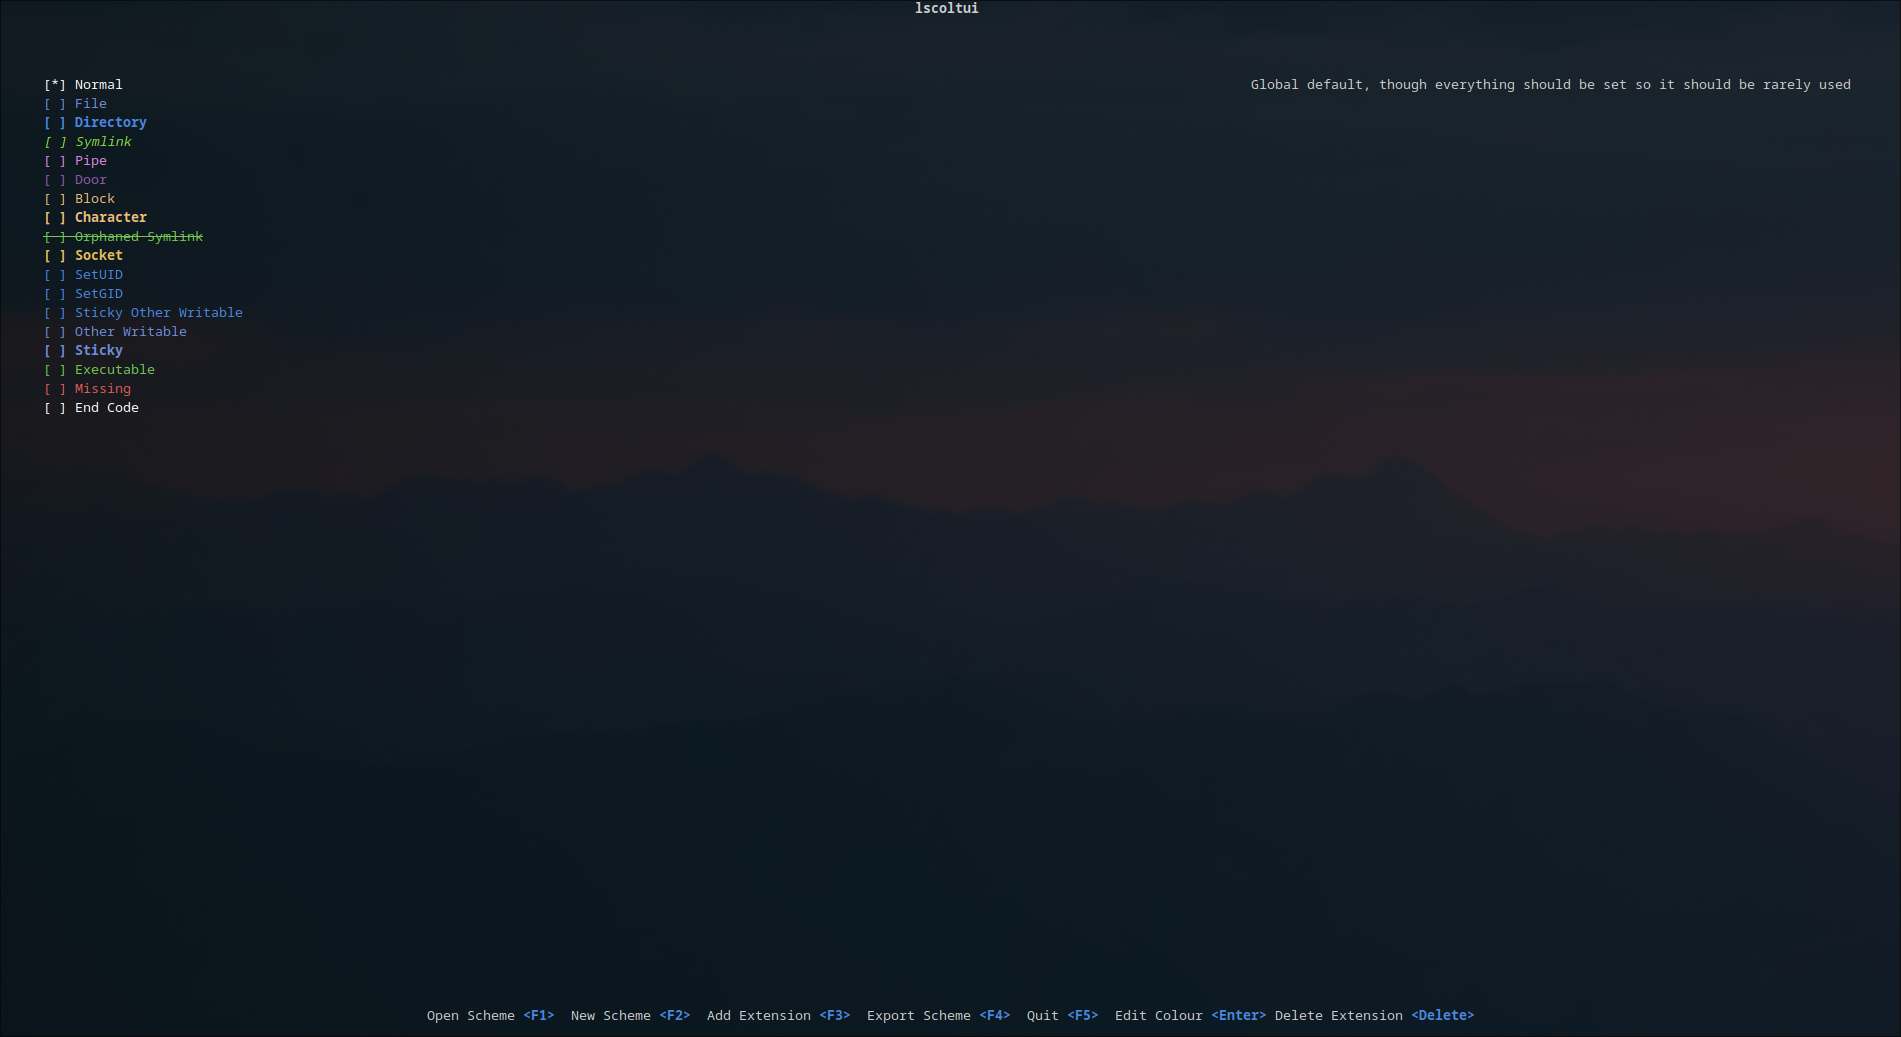 lscoltui
[*] Normal
Global default, though everything should be set so it should be rarely used
[ ] File
[ ] Directory
[ ] Symlink
[ ] Pipe
[ ] Door
[ ] Block
[ ] Character
[ ] Orphaned Symlink
[ ] Socket
[ ] SetUID
[ ] SetGID
[ ] Sticky Other Writable
[ ] Other Writable
[ ] Sticky
[ ] Executable
[ ] Missing
[ ] End Code
Open Scheme <F1>  New Scheme <F2>  Add Extension <F3>  Export Scheme <F4>  Quit <F5>  Edit Colour <Enter> Delete Extension <Delete>